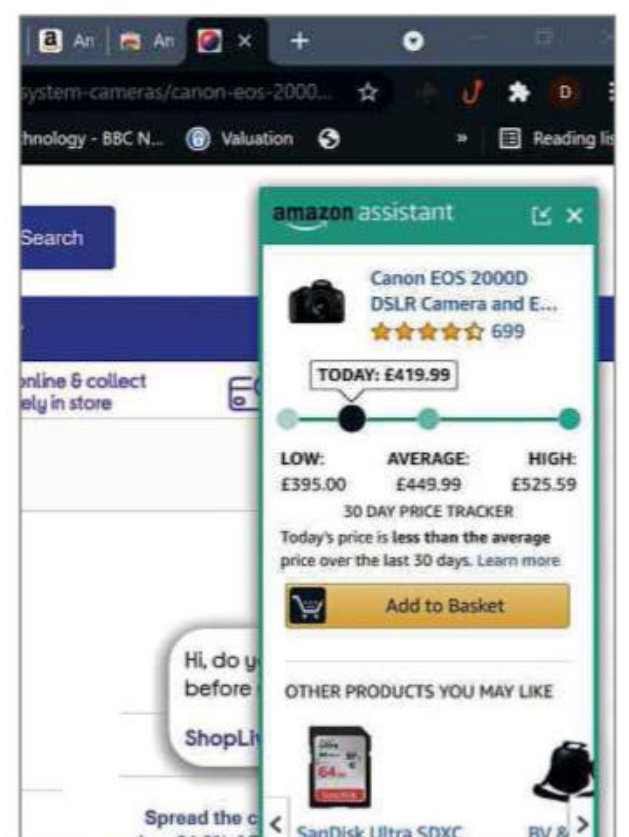 An
An
system-cameras/canon-eos-2000...
D
hnology - BBC N...
Valuation
»
Reading lis
Search
amazon assistant
Canon EOS 2000D
DSLR Camera and E...
699
nline & collect
ely in store
TODAY: £419.99
LOW: AVERAGE: HIGH:
£395.00 £449.99 £525.59
30 DAY PRICE TRACKER
Today's price is less than the average
price over the last 30 days. Learn more
Add to Basket
Hi, do y
before
ShopLi
OTHER PRODUCTS YOU MAY LIKE
Ultra
64
SanDisk
Spread the c
SanDisk Ultra SDXC
BV &